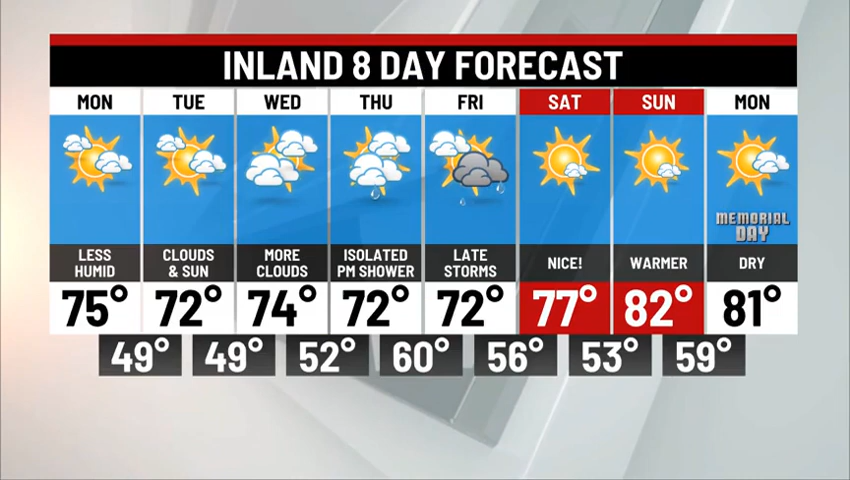 INLAND 8 DAY FORECAST
MON TUE WED THU FRI SAT SUN MON
MEMORIAL
DAY
LESS
HUMID
CLOUDS
& SUN
MORE
CLOUDS
ISOLATED
PM SHOWER
LATE
STORMS
NICE!
WARMER
DRY
75° 72° 74° 72° 72° 77° 82° 81°
49° 49° 52° 60° 56° 53° 59°